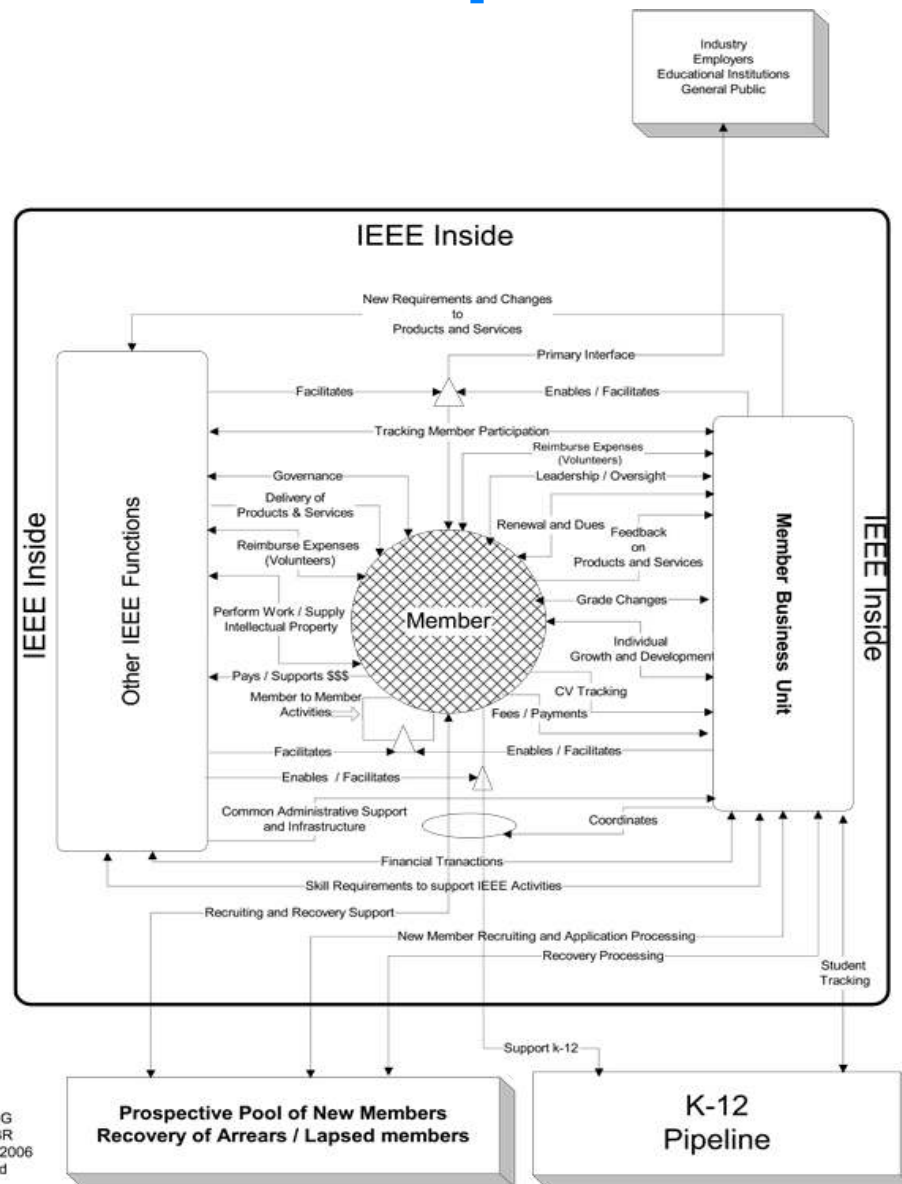 Industry
Employers
Educational Institutions
General Public
IEEE Inside
New Requirements and Changes
to
Products and Services
Primary Interface
Facilitates
Enables / Facilitates
Tracking Member Participation
Reimburse Expenses
(Volunteers)
Governance
Leadership / Oversight
Delivery of
Products & Services
Renewal and Dues
Feedback
on
Products and Services
Reimburse Expenses
(Volunteers)
IEEE Inside
Other IEEE Functions
Member
Member Business Unit
IEEE Inside
Grade Changes
Perform Work / Supply
Intellectual Property
Individual
Growth and Development
Pays / Supports $$$
CV Tracking
Member to Member
Activities
Fees / Payments
Facilitates
Enables / Facilitates
Enables / Facilitates
Common Administrative Support
and Infrastructure
Coordinates
Financial Tranactions
Skill Requirements to support IEEE Activities
Recruiting and Recovery Support
New Member Recruiting and Application Processing
Recovery Processing
Student
Tracking
Support k-12
Prospective Pool of New Members
Recovery of Arrears / Lapsed members
K-12
Pipeline
2006